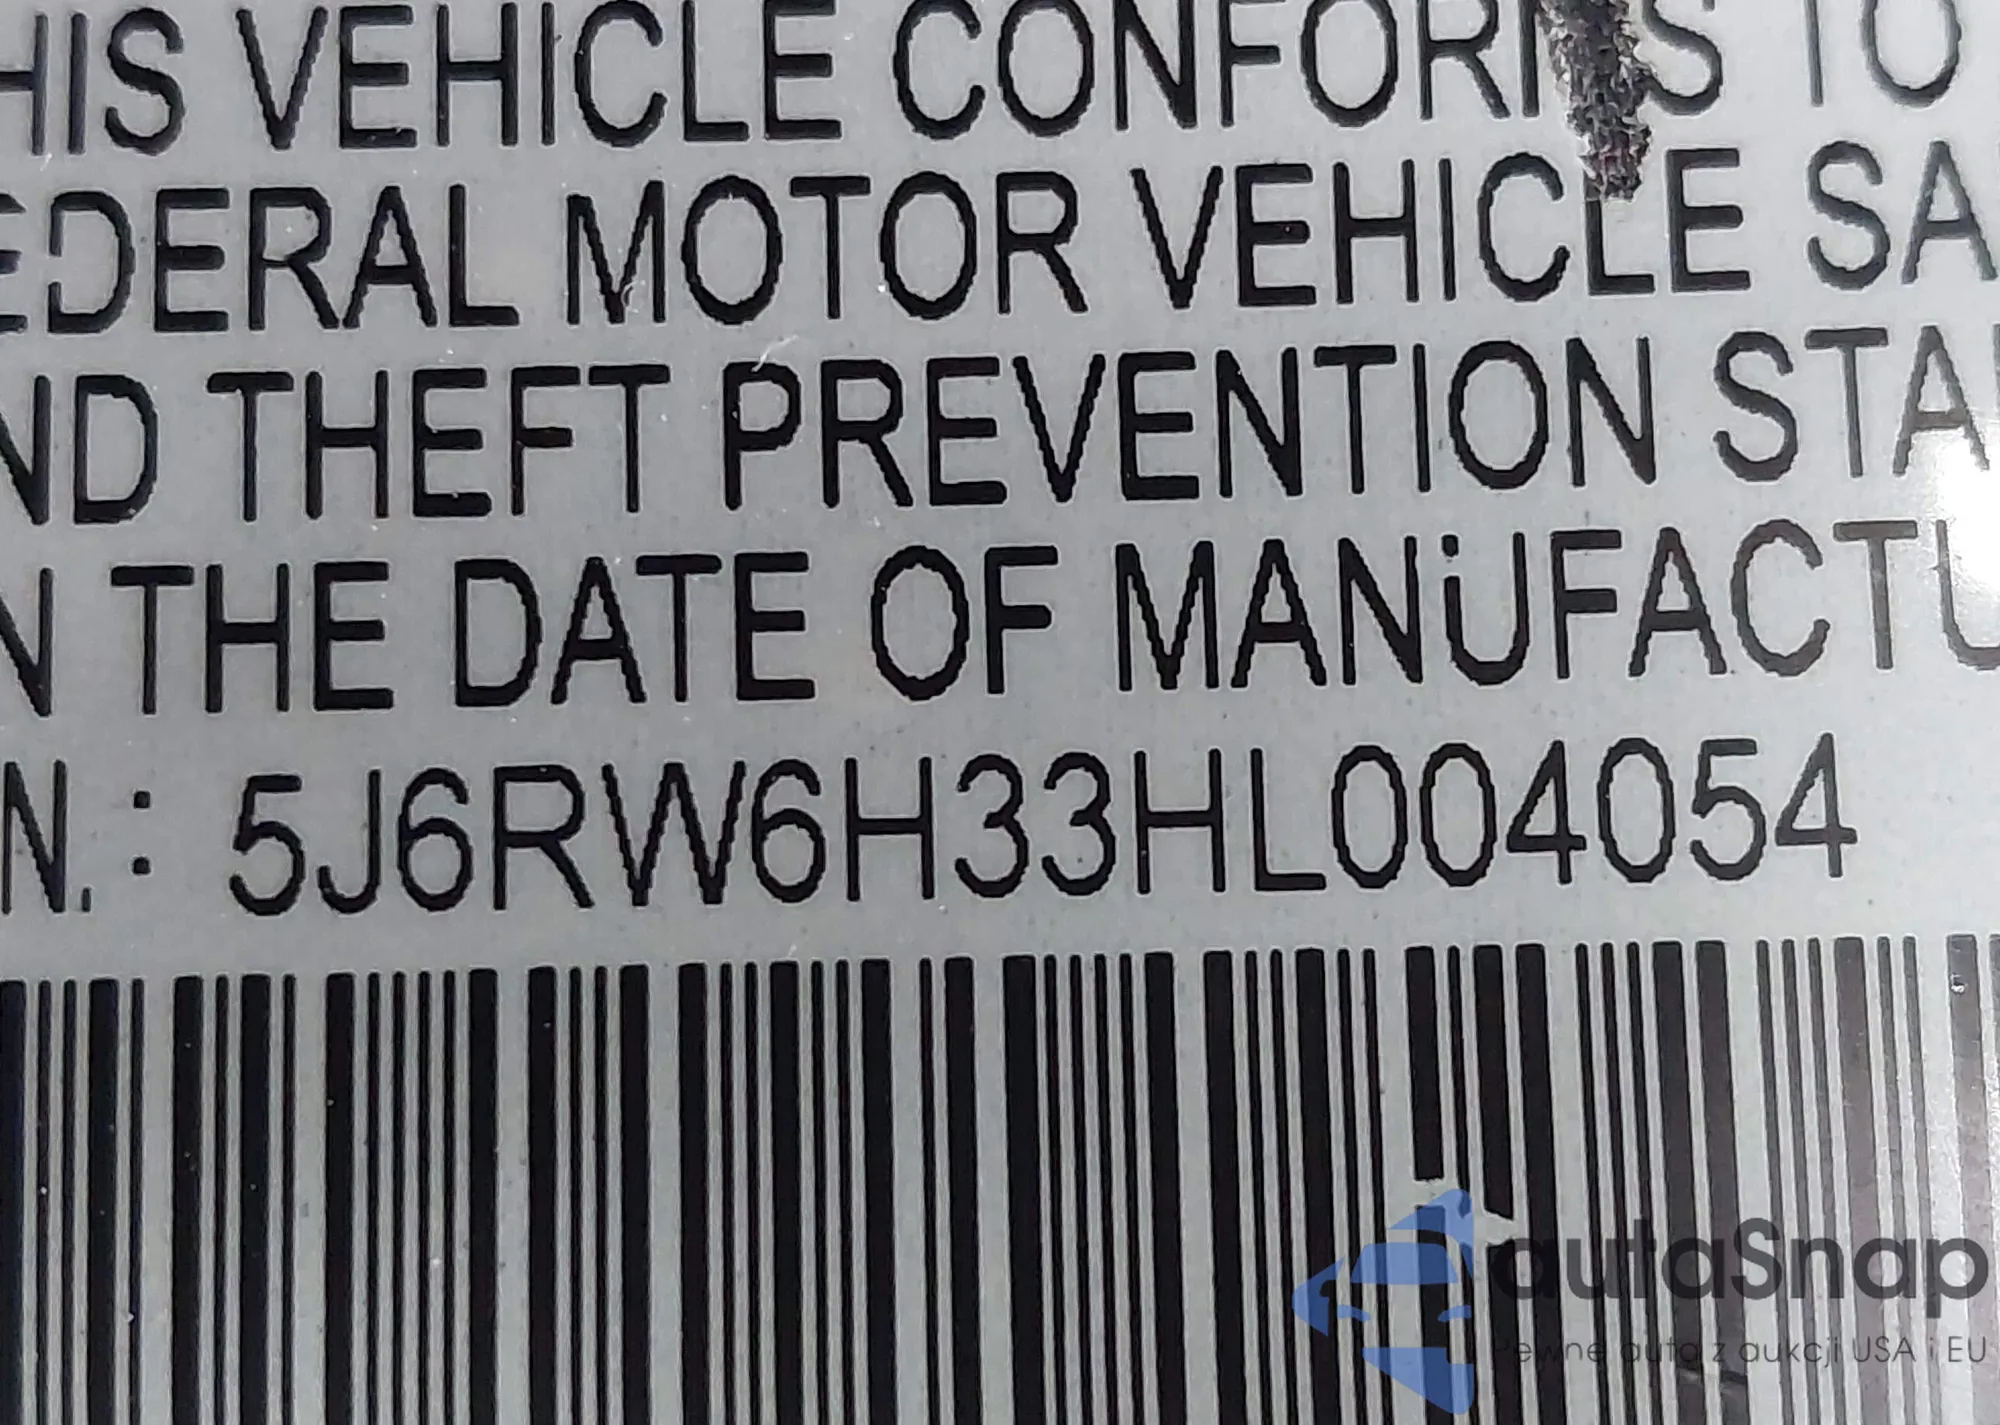 HIS VEHICLE CONFORMS TO
EDERAL MOTOR VEHICLE SA
ND THEFT PREVENTION STA
N THE DATE OF MANUFACTU
N. : 5J6RW6H33HL004054
autaSnap
Pewne auta z aukcji USA i EU